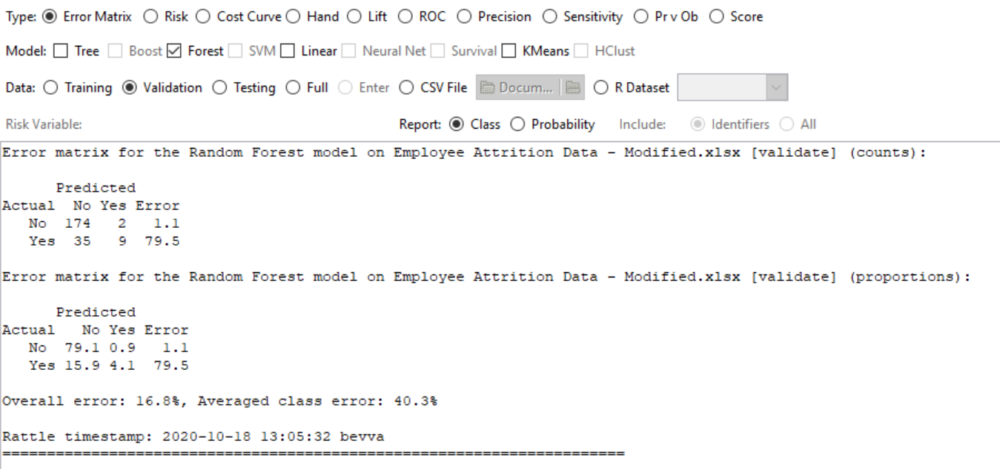 Type: Error Matrix Risk Cost Curve Hand Lift ROC Precision Sensitivity Pr v Ob Score
Model: Tree Boost Forest SVM Linear Neural Net Survival KMeans HClust
Data: Training Validation Testing Full Enter CSV File Docum... R Dataset
Risk Variable: Report: Class Probability Include: Identifiers All
Error matrix for the Random Forest model on Employee Attrition Data - Modified.xlsx [validate] (counts):
Predicted
Actual No Yes Error
No 174 2 1.1
Yes 35 9 79.5
Error matrix for the Random Forest model on Employee Attrition Data - Modified.xlsx [validate] (proportions):
Predicted
Actual No Yes Error
No 79.1 0.9 1.1
Yes 15.9 4.1 79.5
Overall error: 16.8%, Averaged class error: 40.3%
Rattle timestamp: 2020-10-18 13:05:32 bevva
======================================================================